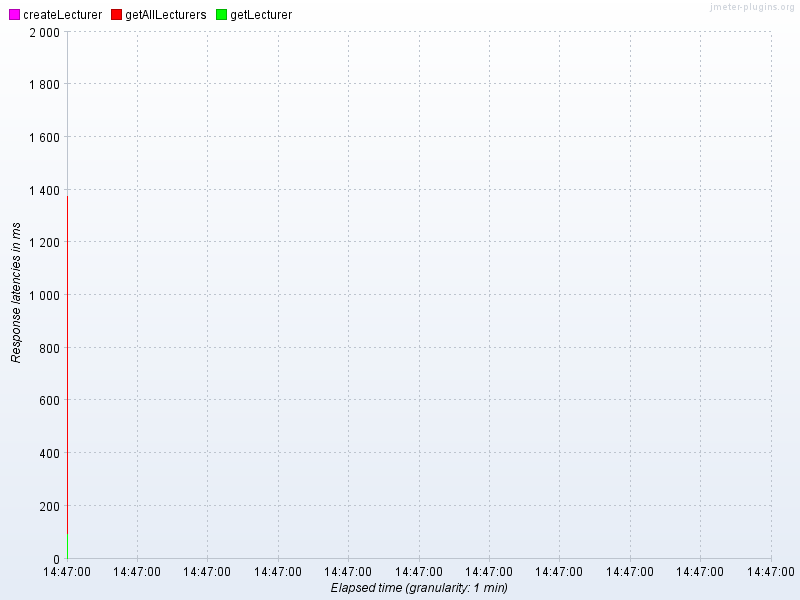 createLecturer getAllLecturers getLecturer
jmeter-plugins.org
2 000
1 800
1 600
1 400
1 200
1 000
800
600
400
200
0
Response latencies in ms
14:47:00 14:47:00 14:47:00 14:47:00 14:47:00 14:47:00 14:47:00 14:47:00 14:47:00 14:47:00 14:47:00
Elapsed time (granularity: 1 min)